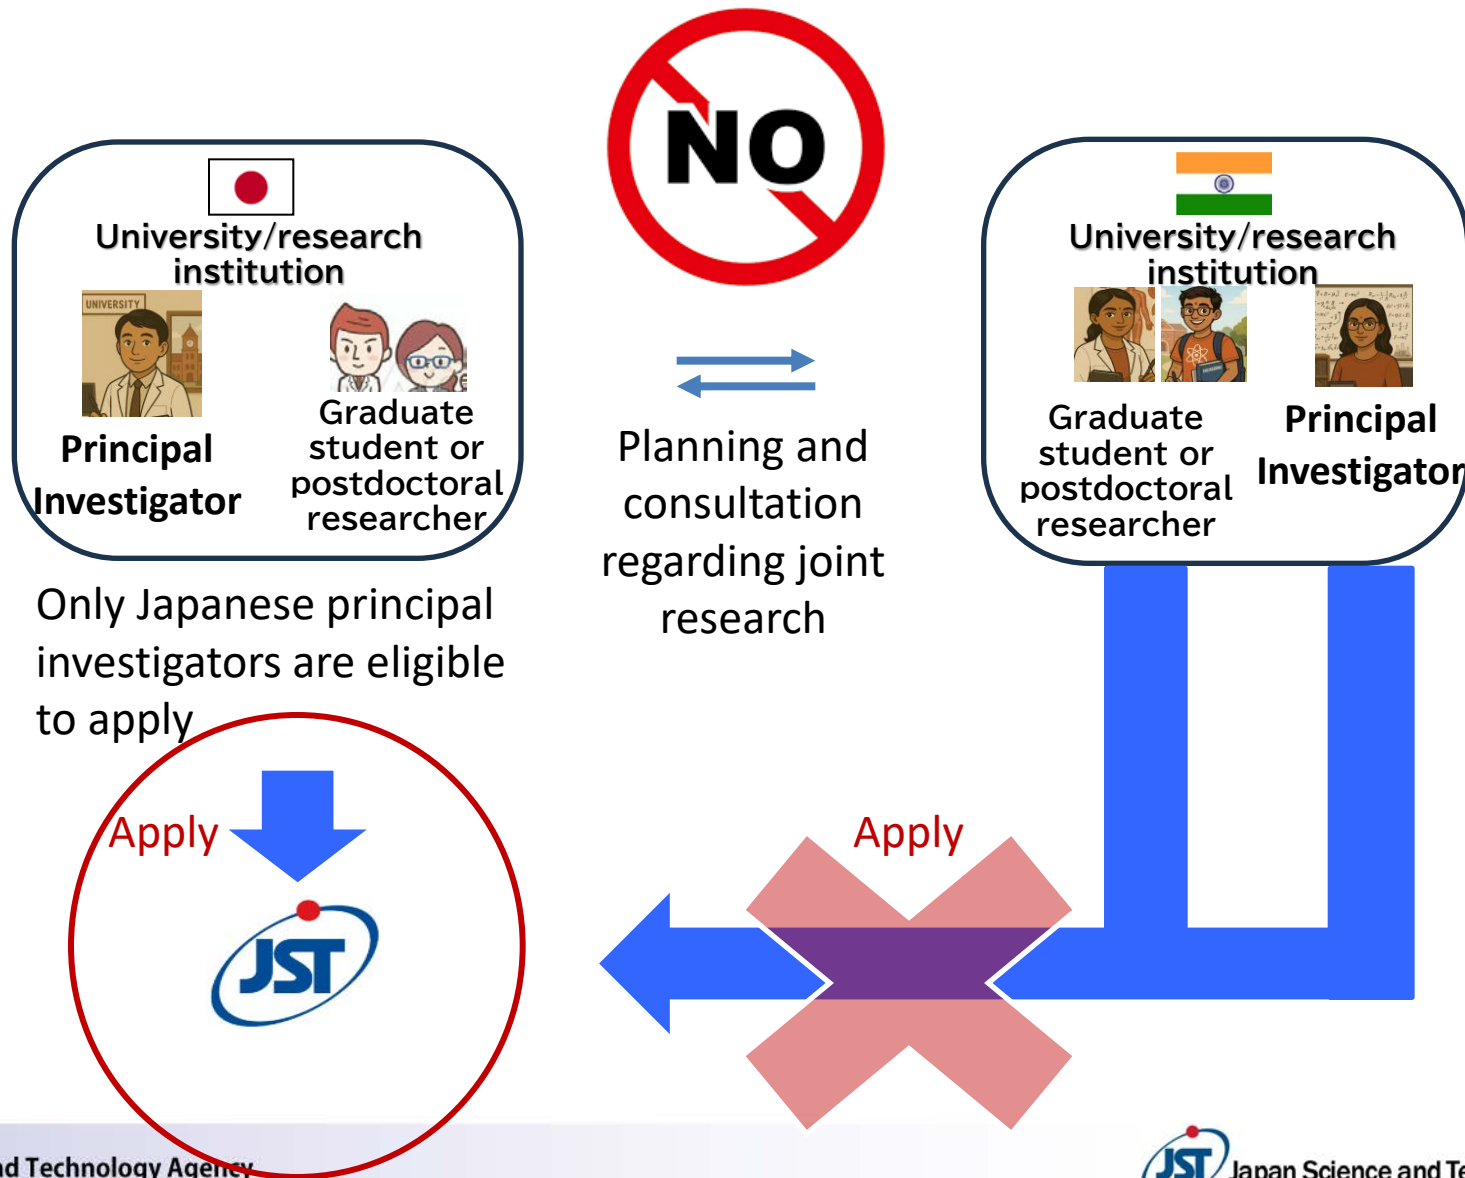 NO
University/research
institution
UNIVERSITY
Principal
Investigator
Graduate
student or
postdoctoral
researcher
Planning and
consultation
regarding joint
research
University/research
institution
Graduate
student or
postdoctoral
researcher
Principal
Investigator
Only Japanese principal
investigators are eligible
to apply
Apply
JST
Apply
nd Technology Agency
JST Japan Science and Te